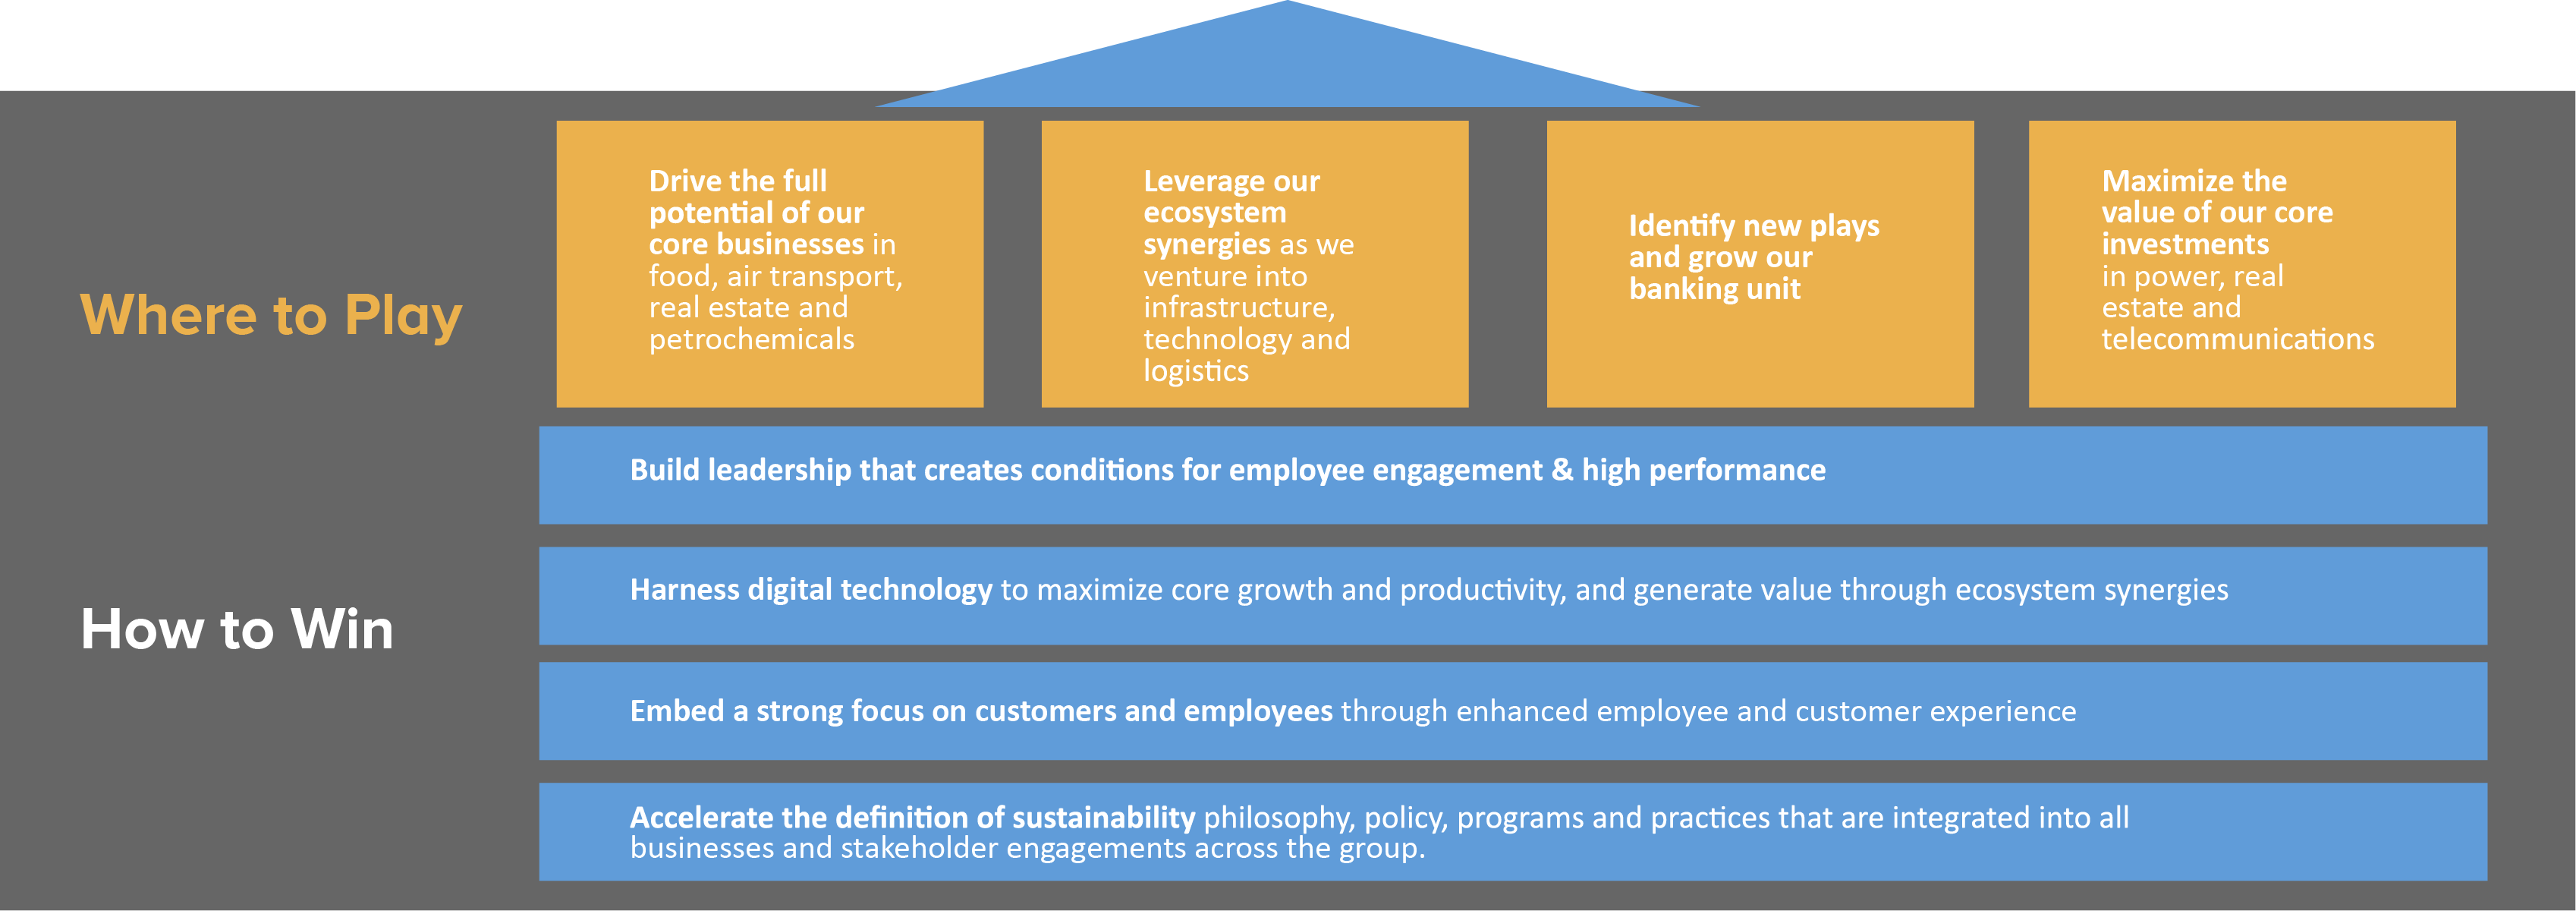 Where to Play
Drive the full
potential of our
core businesses in
food, air transport,
real estate and
petrochemicals
Leverage our
ecosystem
synergies as we
venture into
infrastructure,
technology and
logistics
Identify new plays
and grow our
banking unit
Maximize the
value of our core
investments
in power, real
estate and
telecommunications
How to Win
Build leadership that creates conditions for employee engagement & high performance
Harness digital technology to maximize core growth and productivity, and generate value through ecosystem synergies
Embed a strong focus on customers and employees through enhanced employee and customer experience
Accelerate the definition of sustainability philosophy, policy, programs and practices that are integrated into all
businesses and stakeholder engagements across the group.